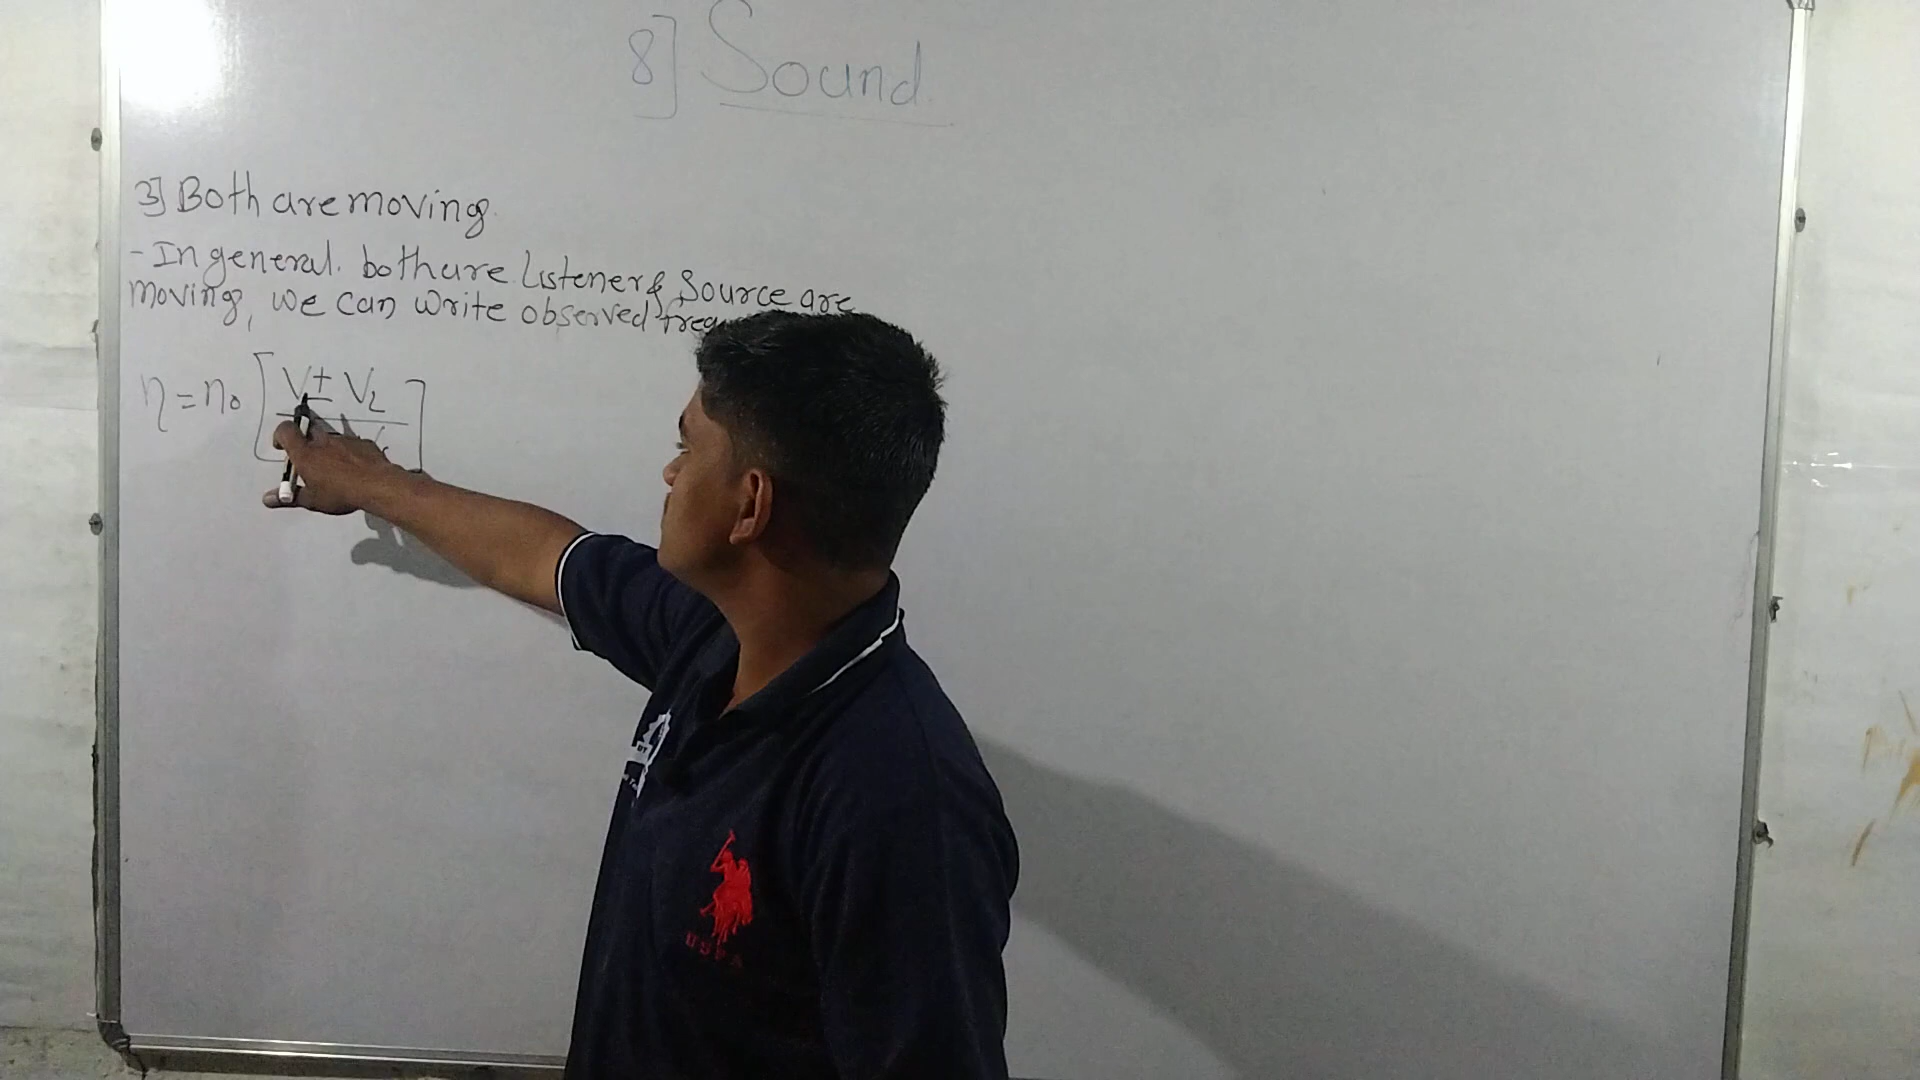 8] Sound
3] Both are moving.
- In general. both are Listener & Source are
moving, we can write observed
n = n₀ [ V ± V_L
USPA